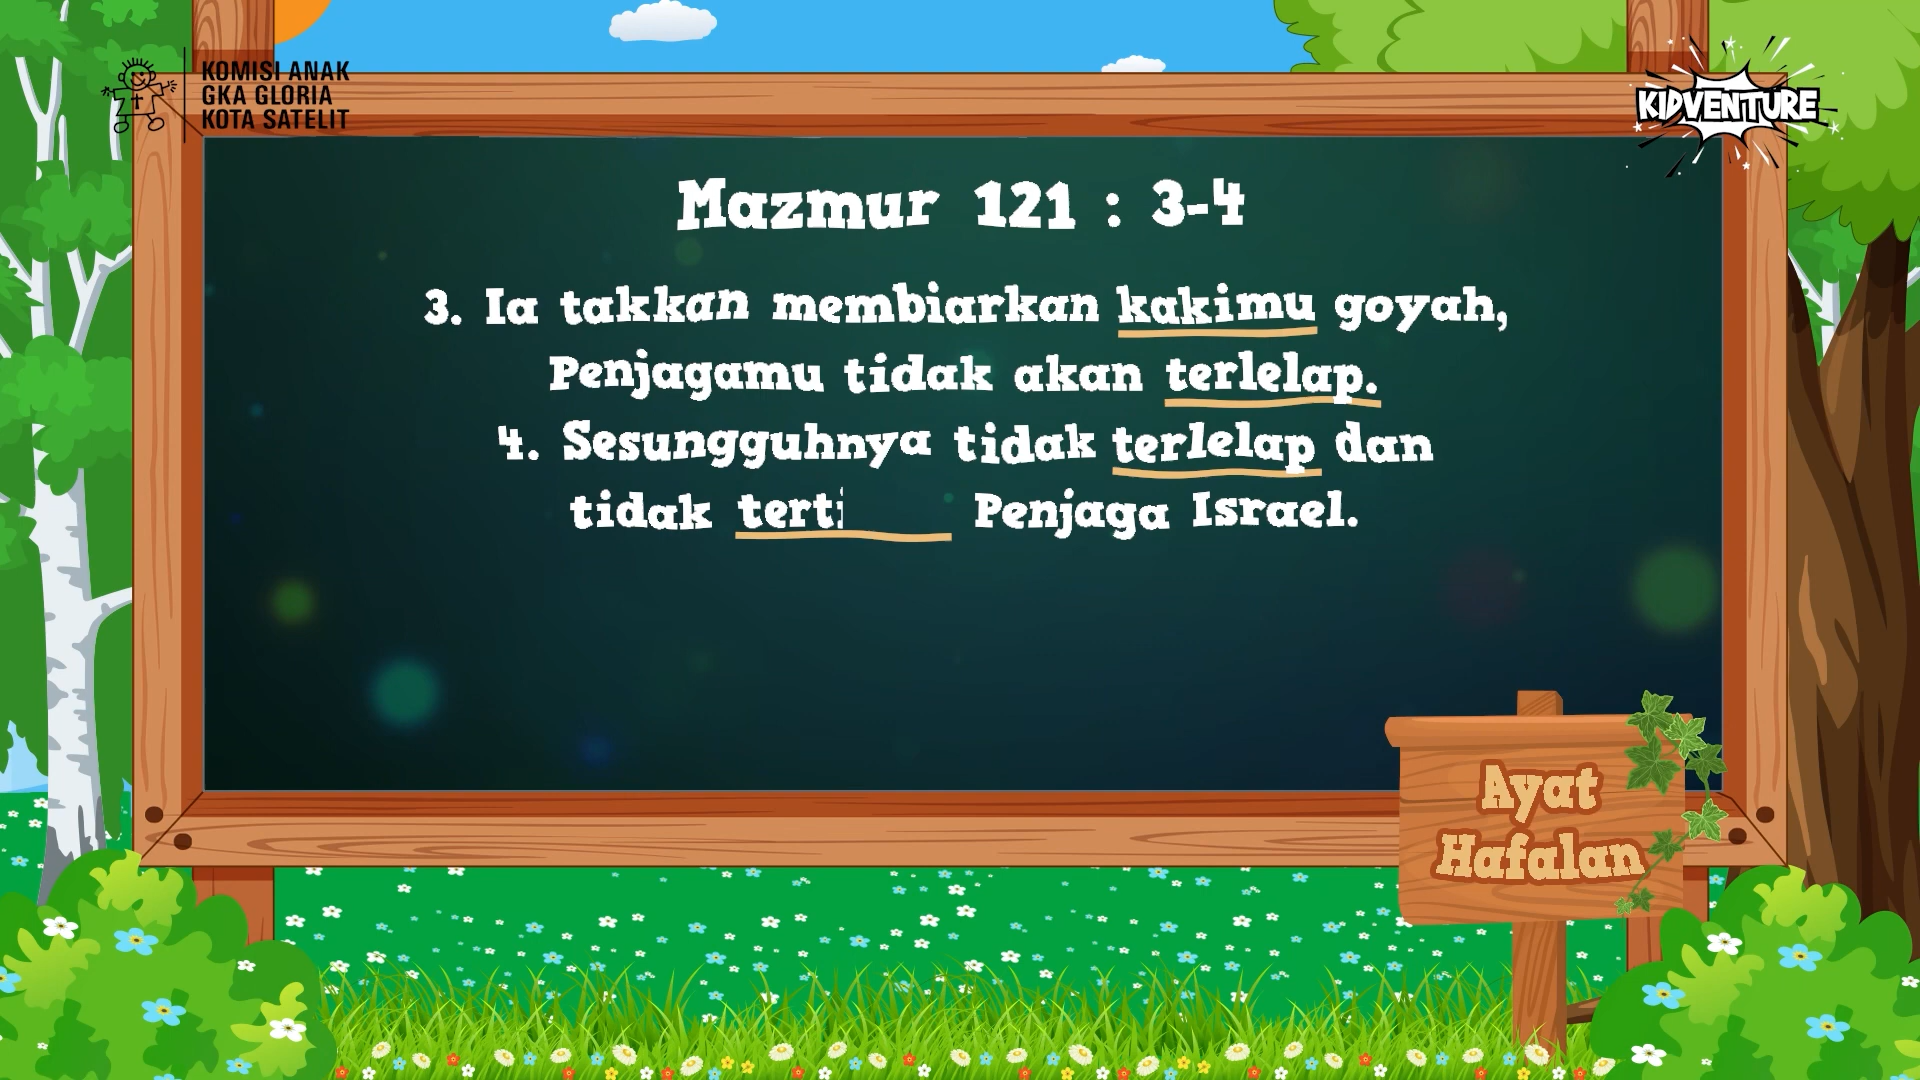 KOMISI ANAK
GKA GLORIA
KOTA SATELIT
KIDVENTURE
Mazmur 121 : 3-4
3. Ia takkan membiarkan kakimu goyah,
Penjagamu tidak akan terlelap.
4. Sesungguhnya tidak terlelap dan
tidak terti Penjaga Israel.
Ayat
Hafalan